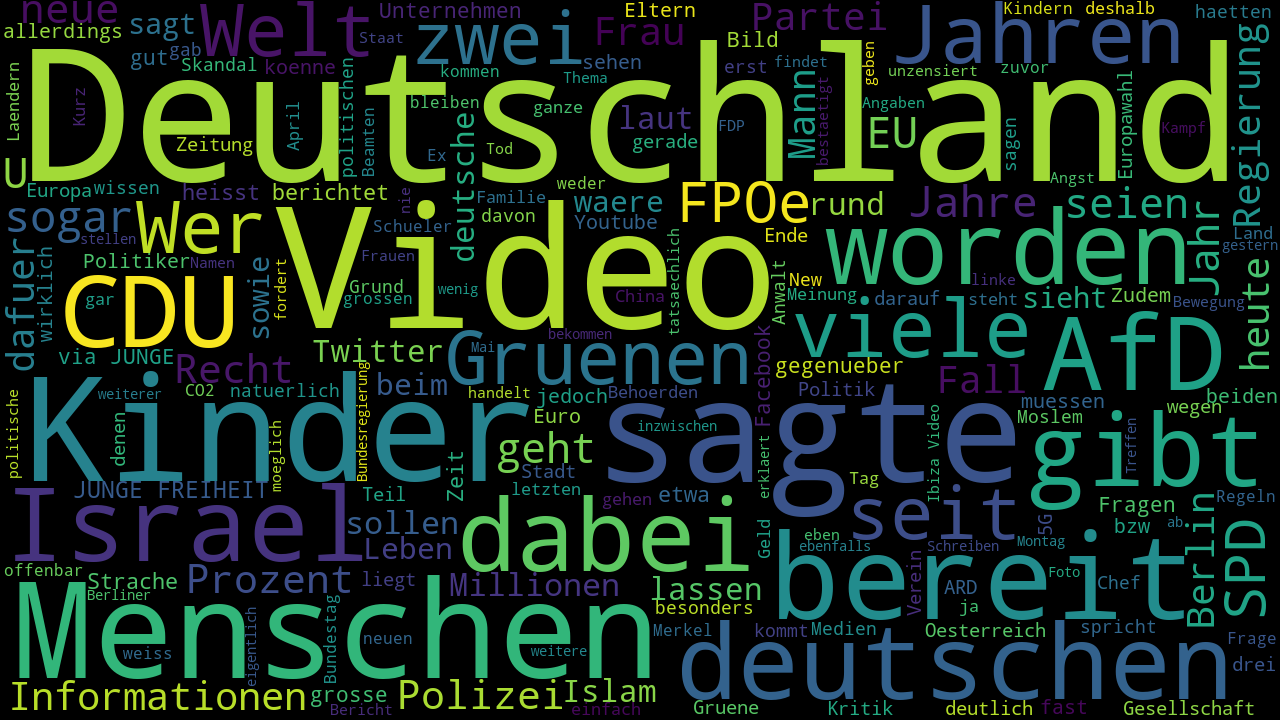 neue
sagt
Welt
Unternehmen
zwei
Eltern
Frau
Partei
Jahren
Kindern
deshalb
haetten
allerdings
gut
gab
Staat
Skandal
koenne
sehen
Bild
erst
findet
geben
unzensiert
zuvor
Regierung
Laendern
Kurz
Deutschland
kommen
Thema
bleiben
ganze
laut
FDP
gerade
Mann
bestaetigt
Angaben
EU
Europawahl
Kampf
sagen
Zeitung
April
politischen
Beamten
Ex
Tod
deutsche
U
Europa
wissen
heisst
berichtet
nie
Familie
weder
Angst
sogar
Wer
Video
Schueler
davon
Youtube
waere
FPOe
rund
Jahre
seien
Land
gestern
stellen
Politiker
Namen
Frauen
Ende
worden
Jahr
dafuer
wirklich
CDU
gar
sowie
fordert
Grund
grossen
wenig
China
tatsaechlich
Anwalt
New
Meinung
darauf
linke
steht
sieht
Zudem
Bewegung
heute
via JUNGE
Recht
Twitter
Mai
bekommen
Gruenen
Facebook
viele
AfD
gegenueber
politische
weiterer
CO2
natuerlich
Bundesregierung
beim
handelt
jedoch
Behoerden
Politik
Fall
muessen
Moslem
wegen
beiden
Kinder
denen
moeglich
Euro
inzwischen
sagte
geht
Stadt
erklaert
Ibiza Video
gibt
Treffen
JUNGE FREIHEIT
Zeit
Teil
letzten
gehen
etwa
Tag
seit
Fragen
Regeln
Israel
sollen
Leben
dabei
Geld
eben
ebenfalls
Schreiben
5G
Montag
bzw
ab
Berlin
SPD
offenbar
Strache
Berliner
Prozent
liegt
Millionen
lassen
besonders
bereit
Verein
ARD
ja
Foto
Chef
Menschen
weiss
eigentlich
Bundestag
neuen
weitere
Merkel
kommt
Medien
Oesterreich
spricht
Frage
drei
deutschen
Informationen
grosse
Bericht
Polizei
Islam
einfach
Gruene
Kritik
deutlich
fast
Gesellschaft